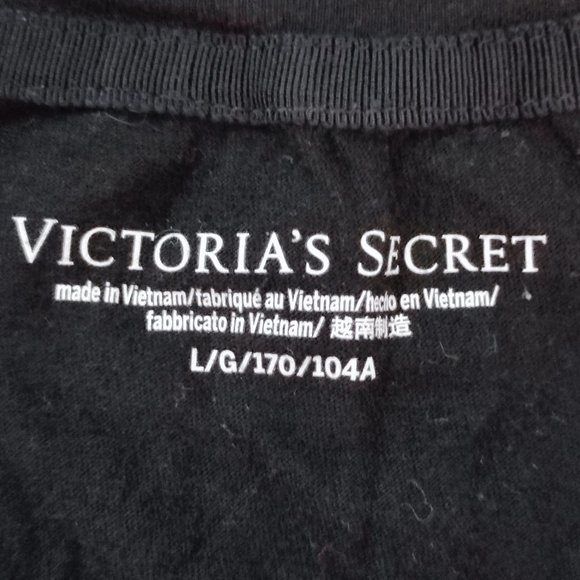 VICTORIA'S SECRET
made in Vietnam/fabriqué au Vietnam/hecho en Vietnam/
fabbricato in Vietnam/ 越南制造
L/G/170/104A